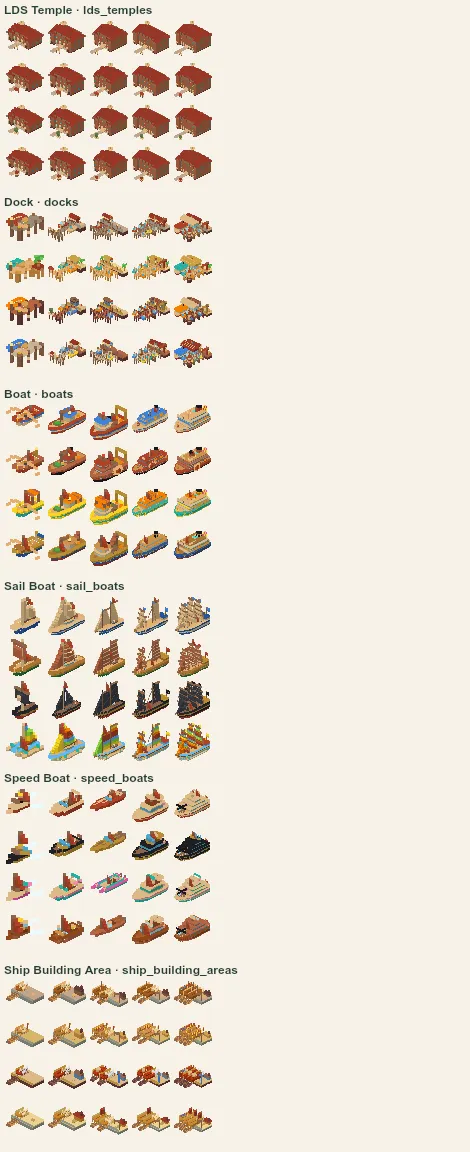 LDS Temple · lds_temples
Dock · docks
Boat · boats
Sail Boat · sail_boats
Speed Boat · speed_boats
Ship Building Area · ship_building_areas